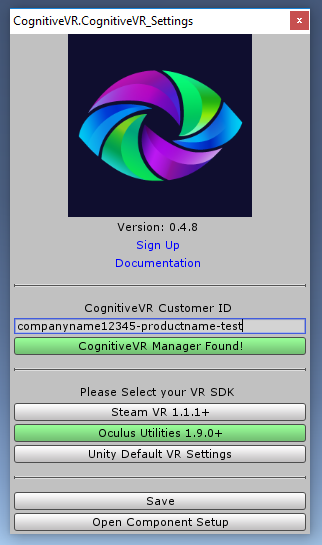 CognitiveVR.CognitiveVR_Settings
x
Version: 0.4.8
Sign Up
Documentation
CognitiveVR Customer ID
companyname12345-productname-test
CognitiveVR Manager Found!
Please Select your VR SDK
Steam VR 1.1.1+
Oculus Utilities 1.9.0+
Unity Default VR Settings
Save
Open Component Setup